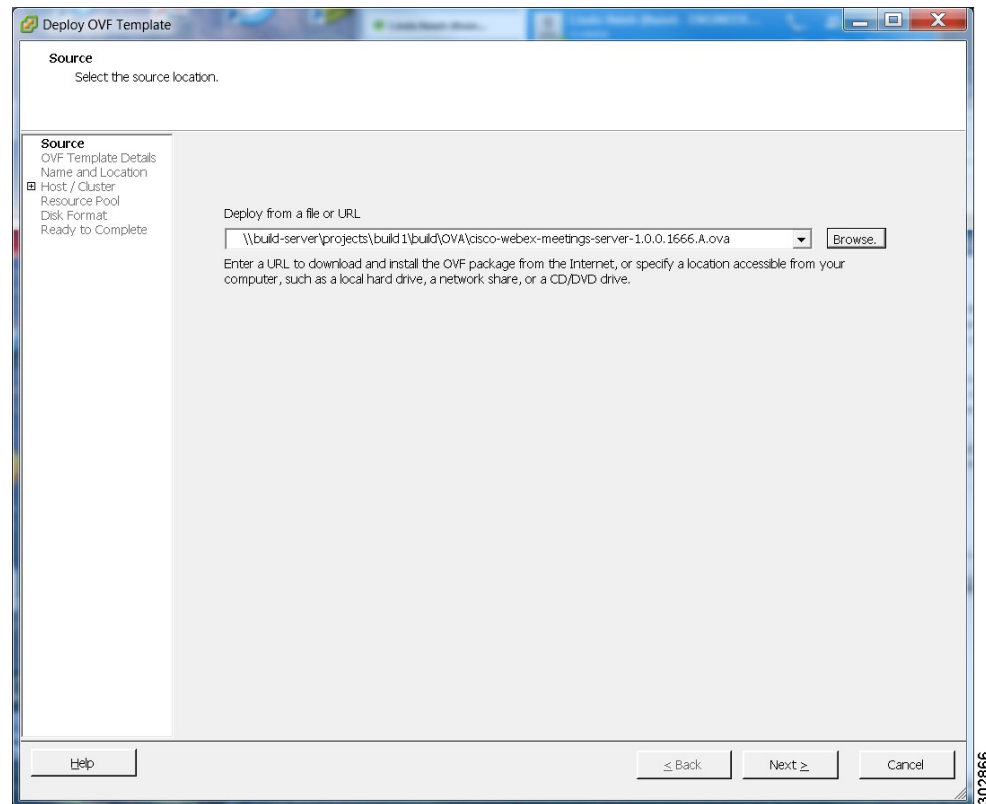 Deploy OVF Template
Source
Select the source location.
Source
OVF Template Details
Name and Location
Host / Cluster
Resource Pool
Disk Format
Ready to Complete
Deploy from a file or URL
\\build-server\projects\build1\build\OVA\cisco-webex-meetings-server-1.0.0.1666.A.ova
Browse.
Enter a URL to download and install the OVF package from the Internet, or specify a location accessible from your
computer, such as a local hard drive, a network share, or a CD/DVD drive.
Help
< Back
Next >
Cancel
302866